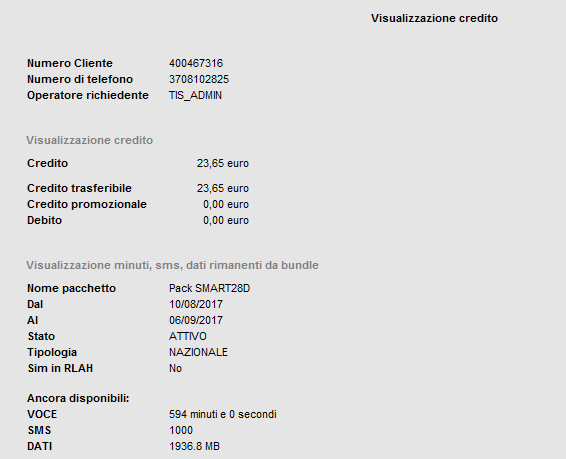 Visualizzazione credito
Numero Cliente 400467316
Numero di telefono 3708102825
Operatore richiedente TIS_ADMIN
Visualizzazione credito
Credito 23,65 euro
Credito trasferibile 23,65 euro
Credito promozionale 0,00 euro
Debito 0,00 euro
Visualizzazione minuti, sms, dati rimanenti da bundle
Nome pacchetto Pack SMART28D
Dal 10/08/2017
Al 06/09/2017
Stato ATTIVO
Tipologia NAZIONALE
Sim in RLAH No
Ancora disponibili:
VOCE 594 minuti e 0 secondi
SMS 1000
DATI 1936.8 MB